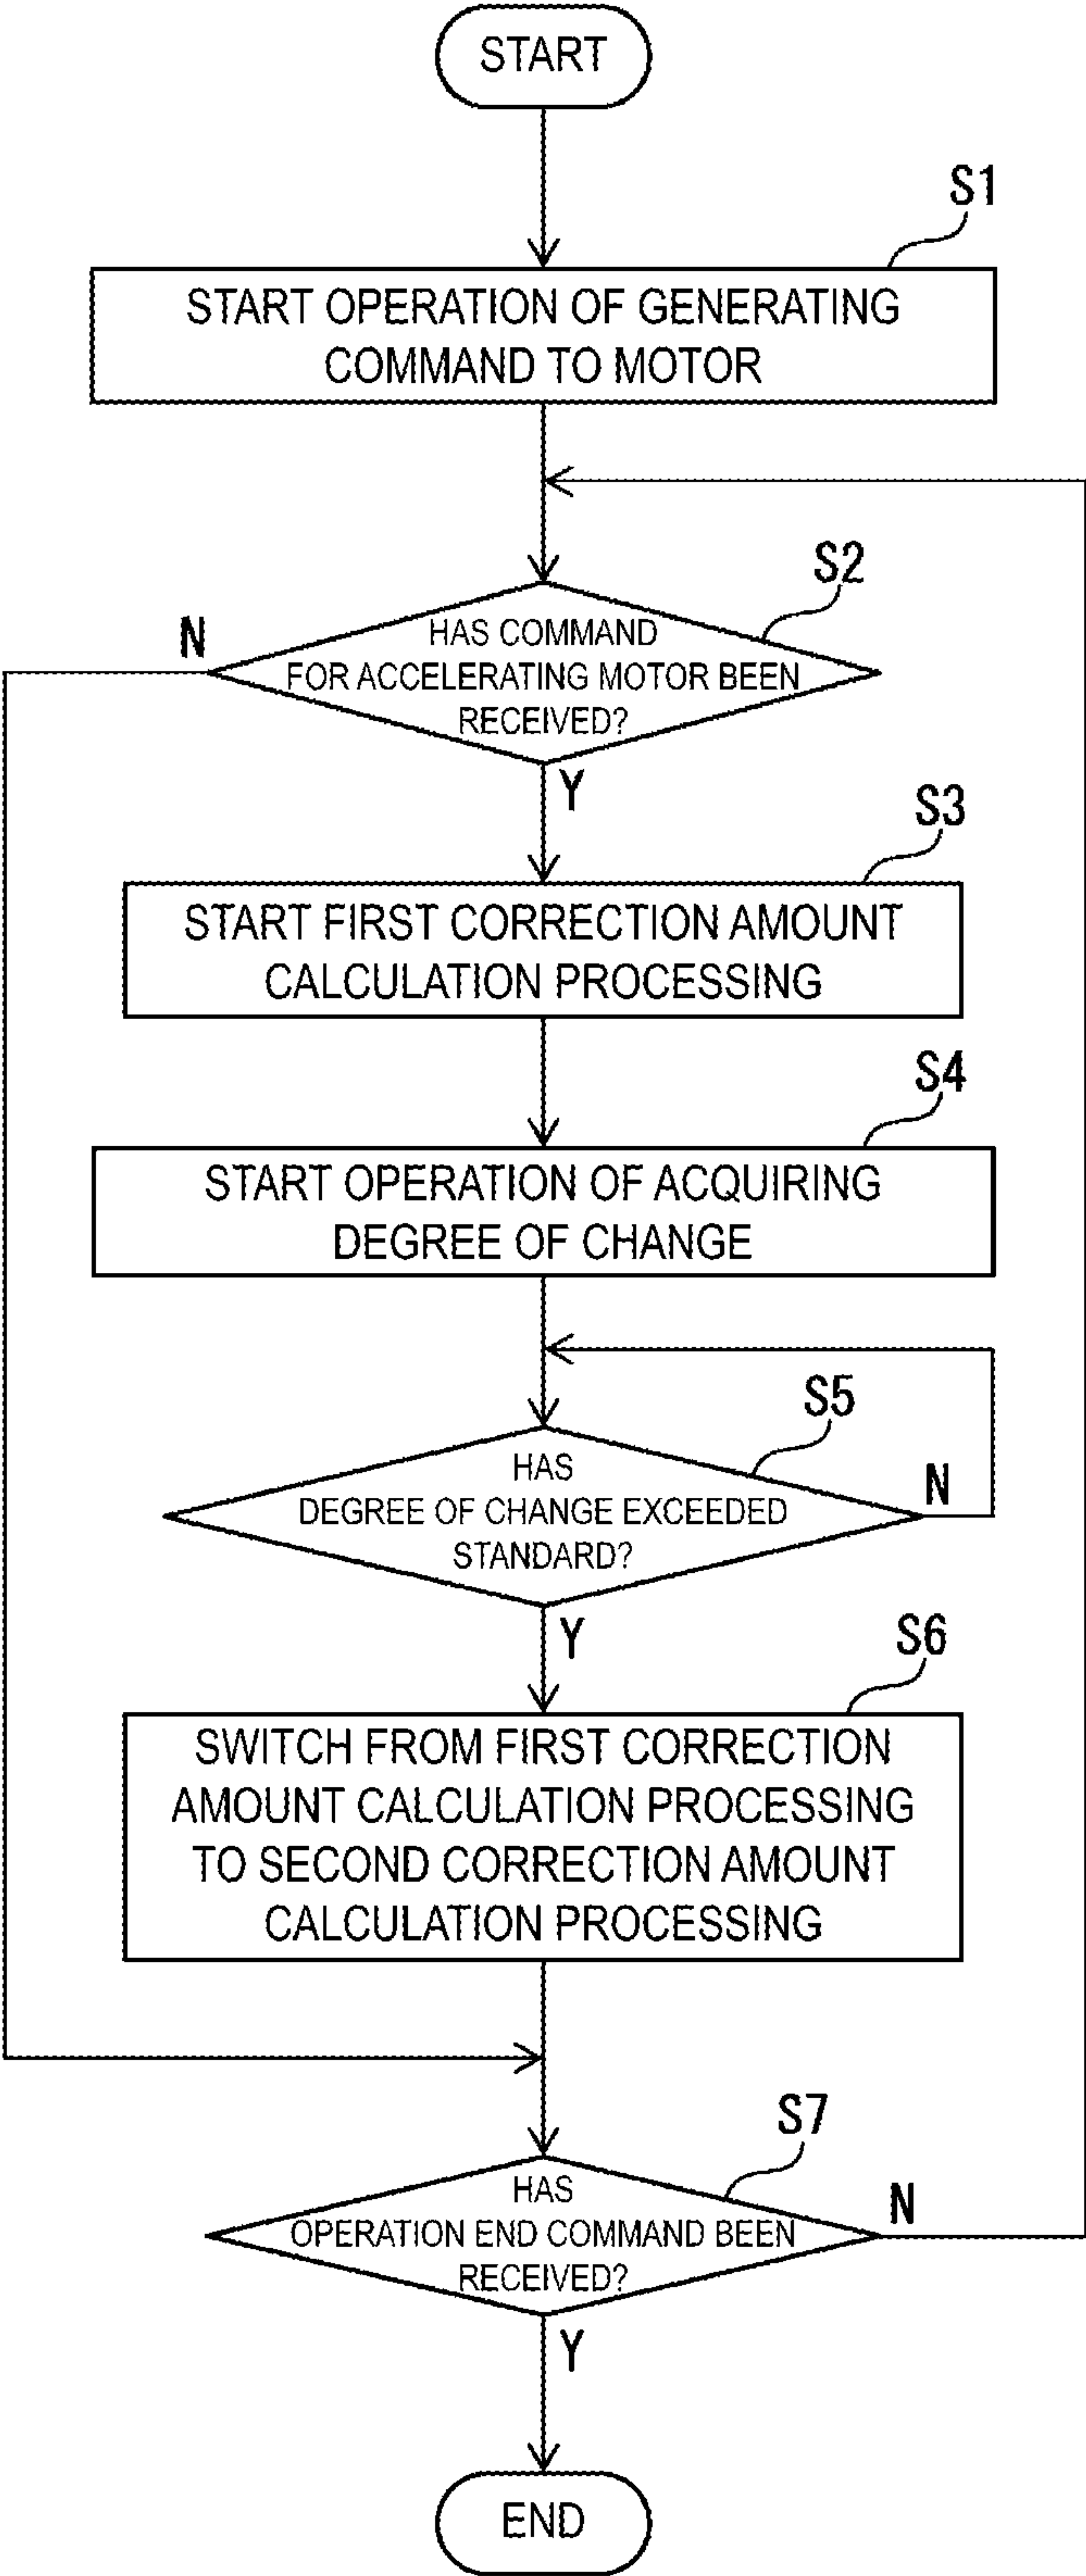 START
S1
START OPERATION OF GENERATING
COMMAND TO MOTOR
S2
N
HAS COMMAND
FOR ACCELERATING MOTOR BEEN
RECEIVED?
Y
S3
START FIRST CORRECTION AMOUNT
CALCULATION PROCESSING
S4
START OPERATION OF ACQUIRING
DEGREE OF CHANGE
S5
HAS
DEGREE OF CHANGE EXCEEDED
STANDARD?
N
Y
S6
SWITCH FROM FIRST CORRECTION
AMOUNT CALCULATION PROCESSING
TO SECOND CORRECTION AMOUNT
CALCULATION PROCESSING
S7
HAS
OPERATION END COMMAND BEEN
RECEIVED?
N
Y
END